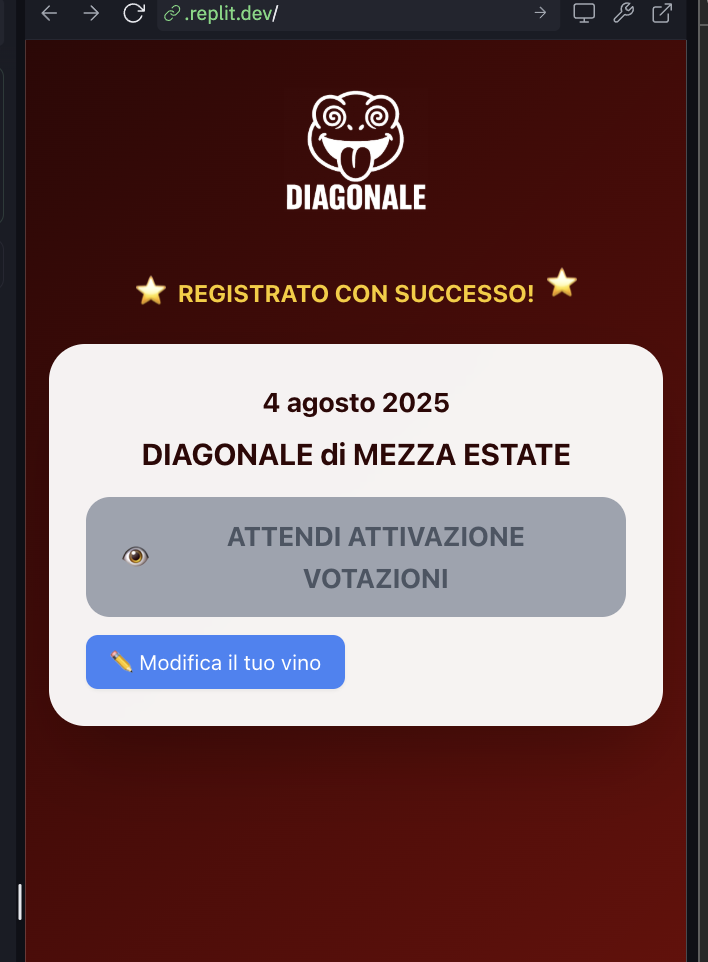 .replit.dev/
DIAGONALE
REGISTRATO CON SUCCESSO!
4 agosto 2025
DIAGONALE di MEZZA ESTATE
ATTENDI ATTIVAZIONE
VOTAZIONI
Modifica il tuo vino